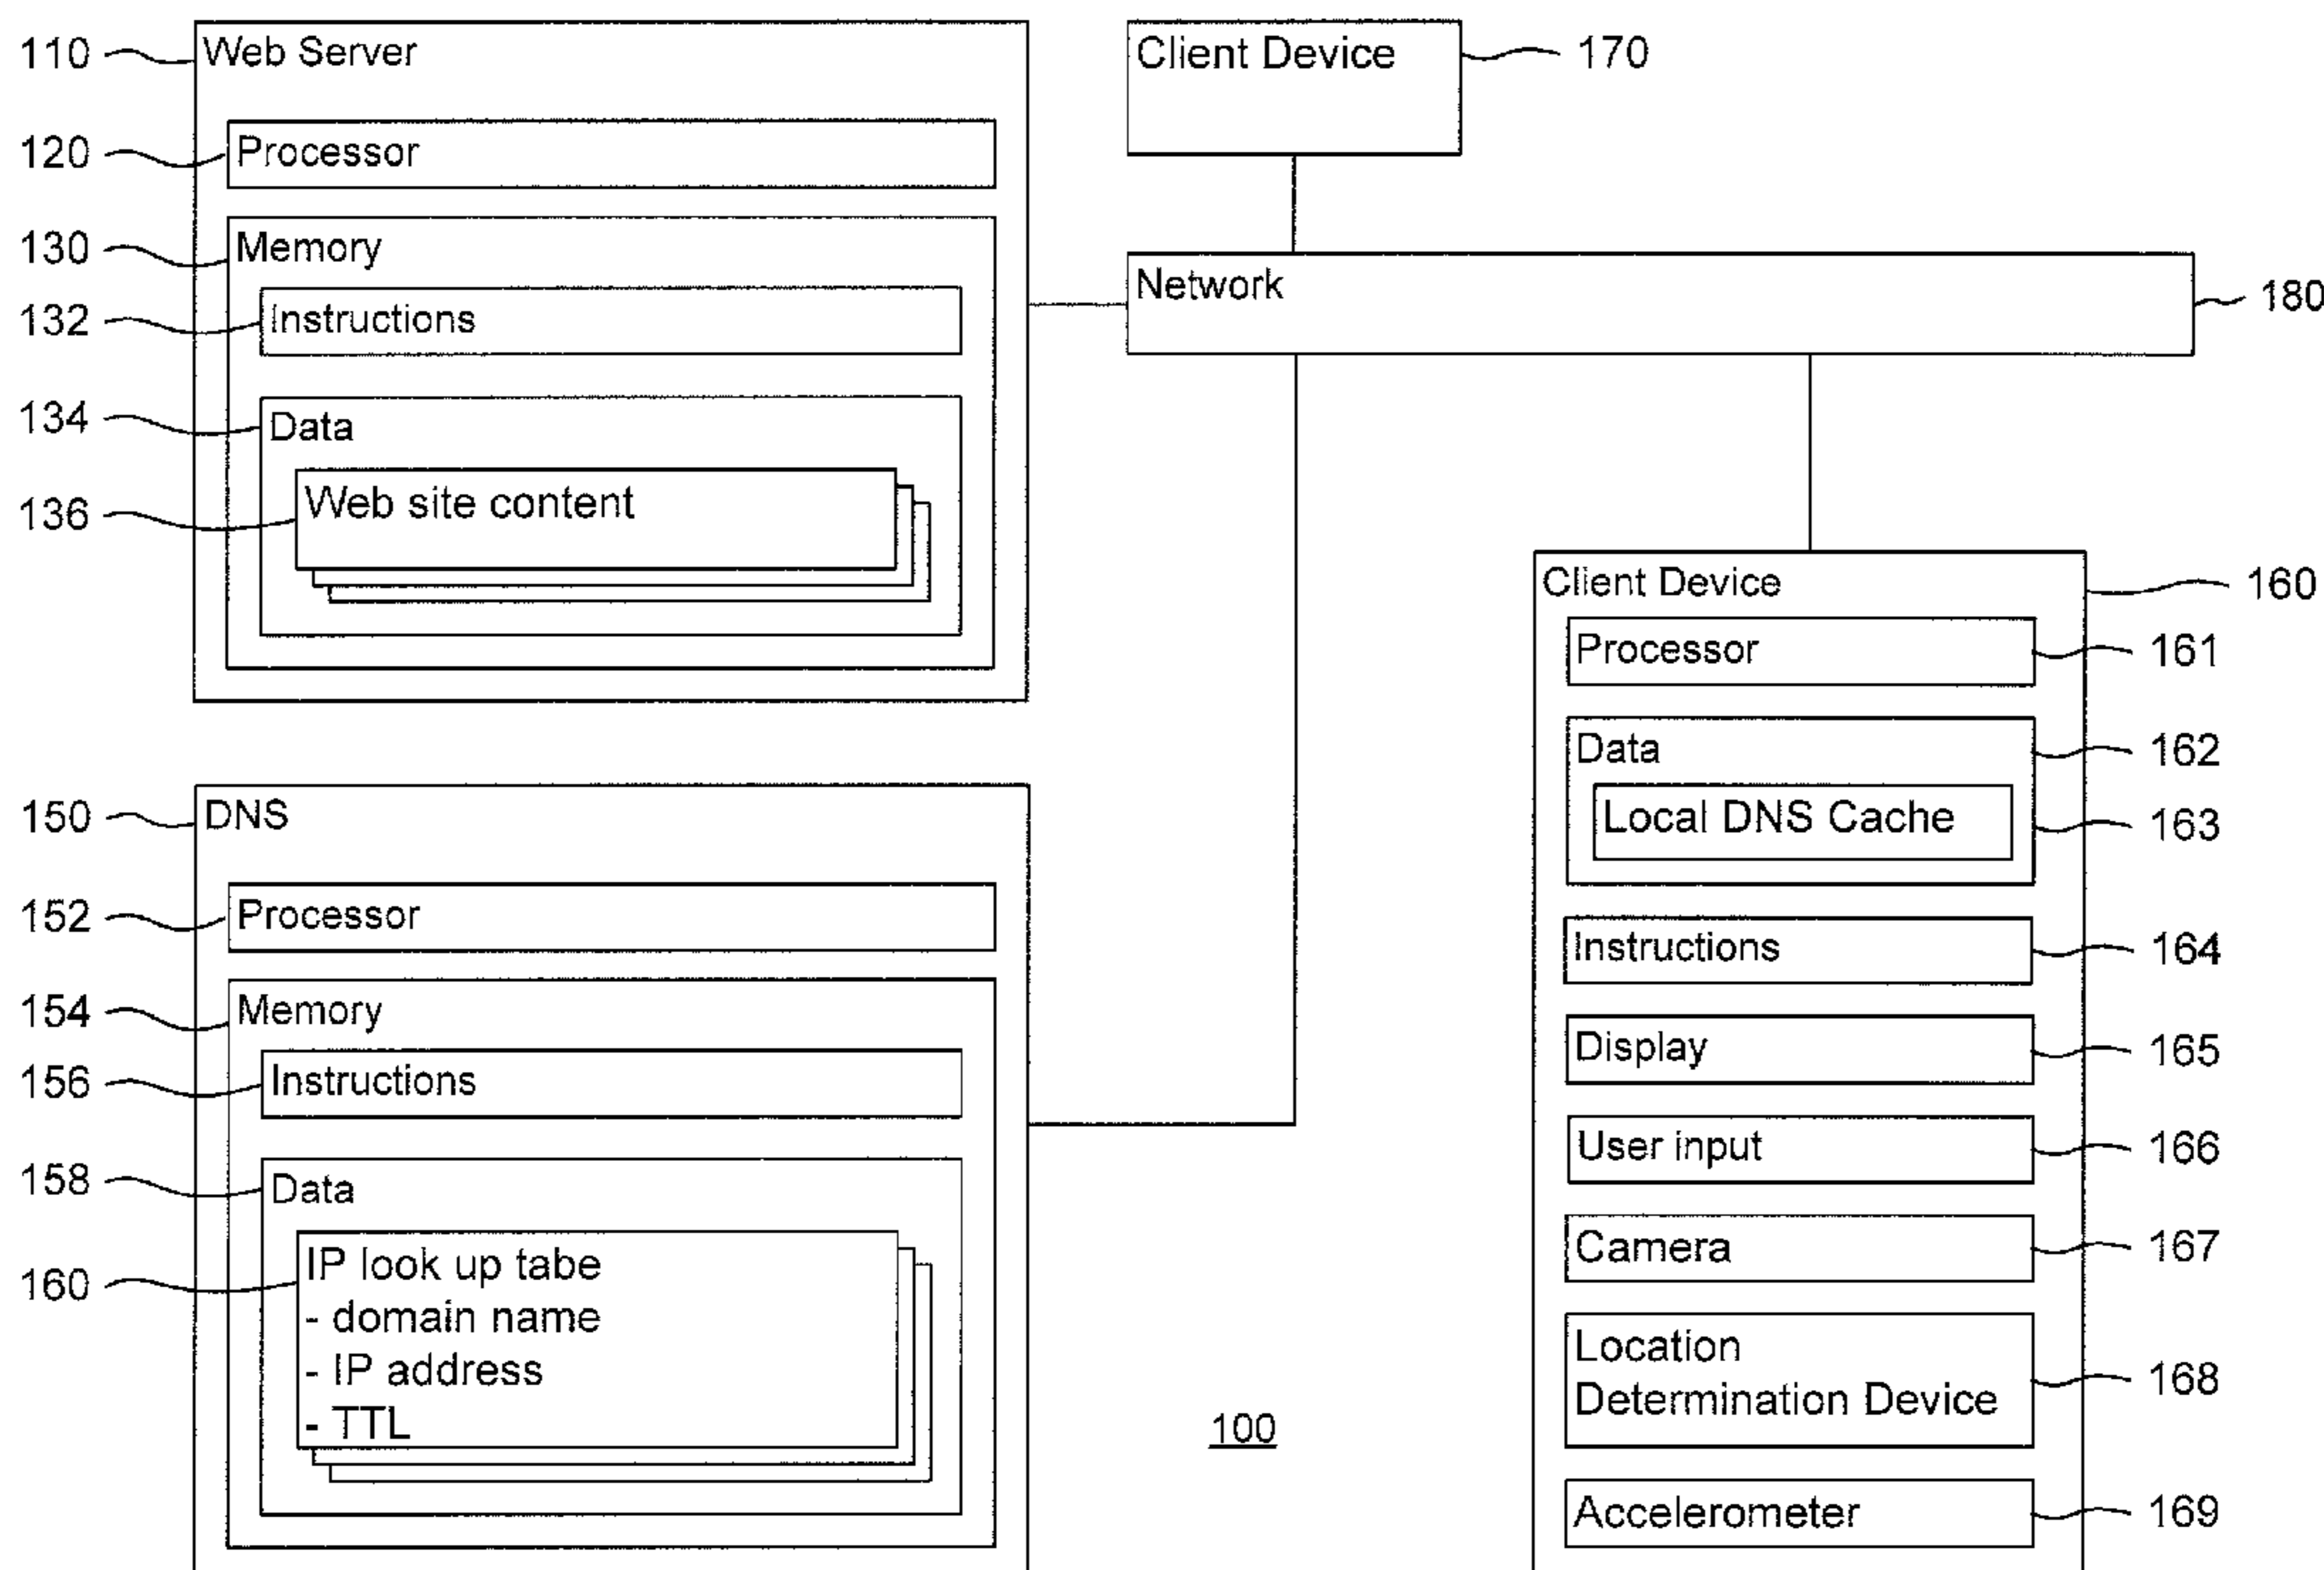 110
Web Server
120
Processor
130
Memory
132
Instructions
134
Data
136
Web site content
150
DNS
152
Processor
154
Memory
156
Instructions
158
Data
160
IP look up tabe
- domain name
- IP address
- TTL
Client Device
170
Network
180
Client Device
160
Processor
161
Data
162
Local DNS Cache
163
Instructions
164
Display
165
User input
166
Camera
167
Location
Determination Device
168
Accelerometer
169
100